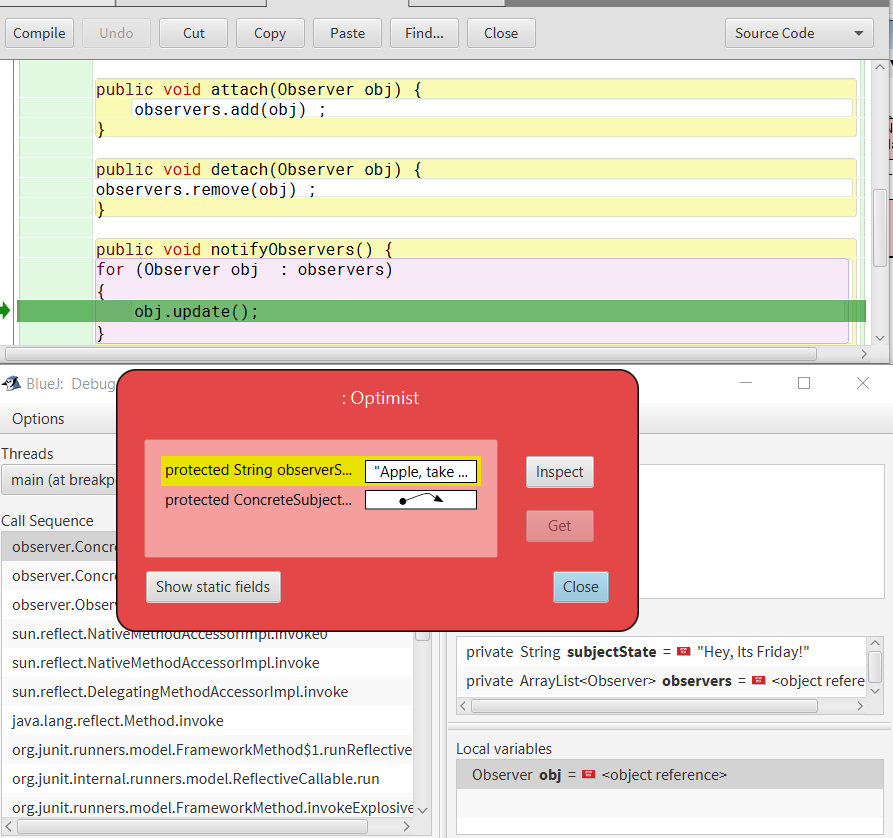 Compile Undo Cut Copy Paste Find... Close Source Code
public void attach(Observer obj) {
observers.add(obj) ;
}
public void detach(Observer obj) {
observers.remove(obj) ;
}
public void notifyObservers() {
for (Observer obj : observers)
{
obj.update();
}
BlueJ: Debug
Options
Threads
main (at breakp
Call Sequence
observer.Concre
observer.Concre
observer.Obser
sun.reflect.NativeMethodAccessorImpl.invoke0
sun.reflect.NativeMethodAccessorImpl.invoke
sun.reflect.DelegatingMethodAccessorImpl.invoke
java.lang.reflect.Method.invoke
org.junit.runners.model.FrameworkMethod$1.runReflective
org.junit.internal.runners.model.ReflectiveCallable.run
org.junit.runners.model.FrameworkMethod.invokeExplosive
: Optimist
protected String observerS... "Apple, take ...
protected ConcreteSubject...
Inspect
Get
Show static fields
Close
private String subjectState = "Hey, Its Friday!"
private ArrayList<Observer> observers = <object refere
Local variables
Observer obj = <object reference>